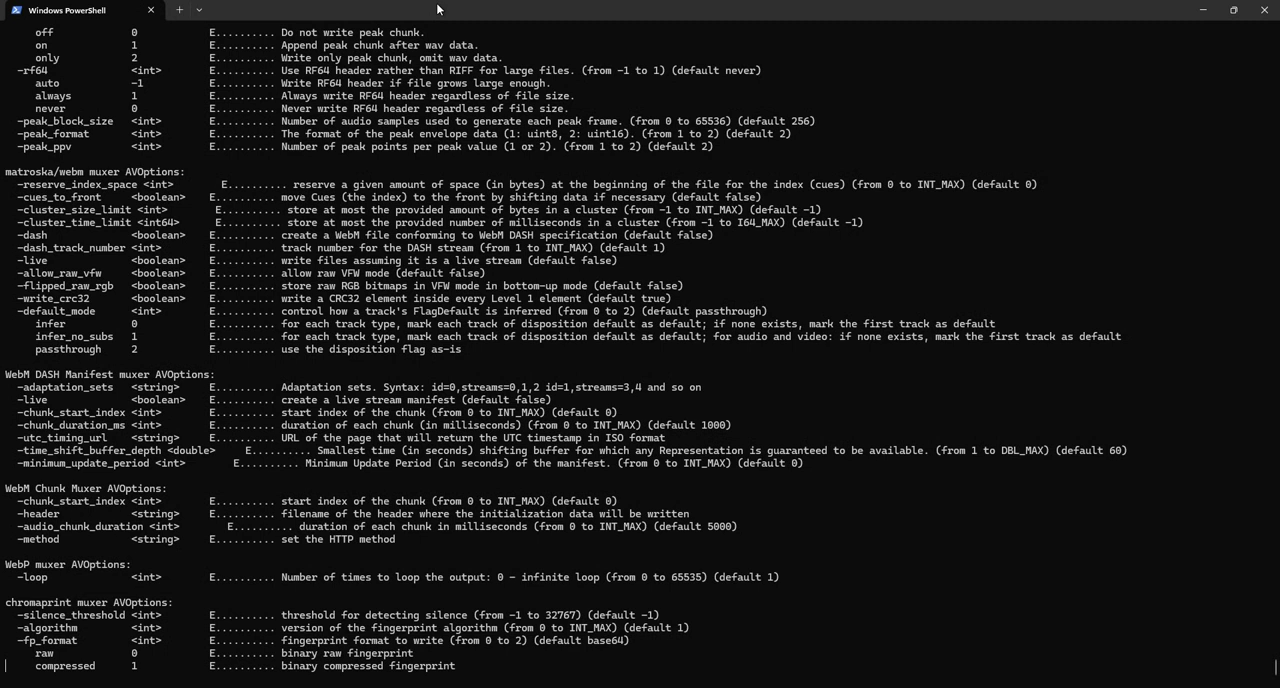 Windows PowerShell
off 0 E.......... Do not write peak chunk.
on 1 E.......... Append peak chunk after wav data.
only 2 E.......... Write only peak chunk, omit wav data.
-rf64 <int> E.......... Use RF64 header rather than RIFF for large files. (from -1 to 1) (default never)
auto -1 E.......... Write RF64 header if file grows large enough.
always 1 E.......... Always write RF64 header regardless of file size.
never 0 E.......... Never write RF64 header regardless of file size.
-peak_block_size <int> E.......... Number of audio samples used to generate each peak frame. (from 0 to 65536) (default 256)
-peak_format <int> E.......... The format of the peak envelope data (1: uint8, 2: uint16). (from 1 to 2) (default 2)
-peak_ppv <int> E.......... Number of peak points per peak value (1 or 2). (from 1 to 2) (default 2)
matroska/webm muxer AVOptions:
-reserve_index_space <int> E.......... reserve a given amount of space (in bytes) at the beginning of the file for the index (cues) (from 0 to INT_MAX) (default 0)
-cues_to_front <boolean> E.......... move Cues (the index) to the front by shifting data if necessary (default false)
-cluster_size_limit <int> E.......... store at most the provided amount of bytes in a cluster (from -1 to INT_MAX) (default -1)
-cluster_time_limit <int64> E.......... store at most the provided number of milliseconds in a cluster (from -1 to I64_MAX) (default -1)
-dash <boolean> E.......... create a WebM file conforming to WebM DASH specification (default false)
-dash_track_number <int> E.......... track number for the DASH stream (from 1 to INT_MAX) (default 1)
-live <boolean> E.......... write files assuming it is a live stream (default false)
-allow_raw_vfw <boolean> E.......... allow raw VFW mode (default false)
-flipped_raw_rgb <boolean> E.......... store raw RGB bitmaps in VFW mode in bottom-up mode (default false)
-write_crc32 <boolean> E.......... write a CRC32 element inside every Level 1 element (default true)
-default_mode <int> E.......... control how a track's FlagDefault is inferred (from 0 to 2) (default passthrough)
infer 0 E.......... for each track type, mark each track of disposition default as default; if none exists, mark the first track as default
infer_no_subs 1 E.......... for each track type, mark each track of disposition default as default; for audio and video: if none exists, mark the first track as default
passthrough 2 E.......... use the disposition flag as-is
WebM DASH Manifest muxer AVOptions:
-adaptation_sets <string> E.......... Adaptation sets. Syntax: id=0,streams=0,1,2 id=1,streams=3,4 and so on
-live <boolean> E.......... create a live stream manifest (default false)
-chunk_start_index <int> E.......... start index of the chunk (from 0 to INT_MAX) (default 0)
-chunk_duration_ms <int> E.......... duration of each chunk (in milliseconds) (from 0 to INT_MAX) (default 1000)
-utc_timing_url <string> E.......... URL of the page that will return the UTC timestamp in ISO format
-time_shift_buffer_depth <double> E.......... Smallest time (in seconds) shifting buffer for which any Representation is guaranteed to be available. (from 1 to DBL_MAX) (default 60)
-minimum_update_period <int> E.......... Minimum Update Period (in seconds) of the manifest. (from 0 to INT_MAX) (default 0)
WebM Chunk Muxer AVOptions:
-chunk_start_index <int> E.......... start index of the chunk (from 0 to INT_MAX) (default 0)
-header <string> E.......... filename of the header where the initialization data will be written
-audio_chunk_duration <int> E.......... duration of each chunk in milliseconds (from 0 to INT_MAX) (default 5000)
-method <string> E.......... set the HTTP method
WebP muxer AVOptions:
-loop <int> E.......... Number of times to loop the output: 0 - infinite loop (from 0 to 65535) (default 1)
chromaprint muxer AVOptions:
-silence_threshold <int> E.......... threshold for detecting silence (from -1 to 32767) (default -1)
-algorithm <int> E.......... version of the fingerprint algorithm (from 0 to INT_MAX) (default 1)
-fp_format <int> E.......... fingerprint format to write (from 0 to 2) (default base64)
raw 0 E.......... binary raw fingerprint
compressed 1 E.......... binary compressed fingerprint